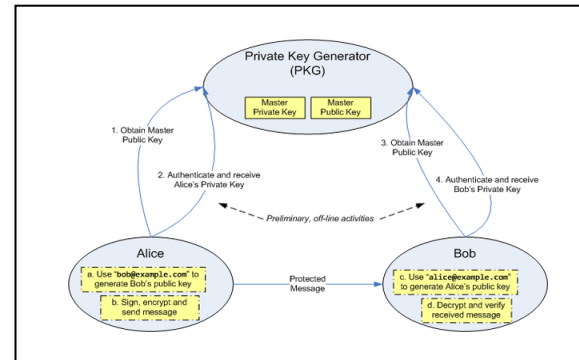 Private Key Generator
(PKG)
Master
Private Key
Master
Public Key
1. Obtain Master
Public Key
2. Authenticate and receive
Alice's Private Key
3. Obtain Master
Public Key
4. Authenticate and receive
Bob's Private Key
Preliminary, off-line activities
Alice
a. Use "bob@example.com" to
generate Bob's public key
b. Sign, encrypt and
send message
Protected
Message
Bob
c. Use "alice@example.com"
to generate Alice's public key
d. Decrypt and verify
received message